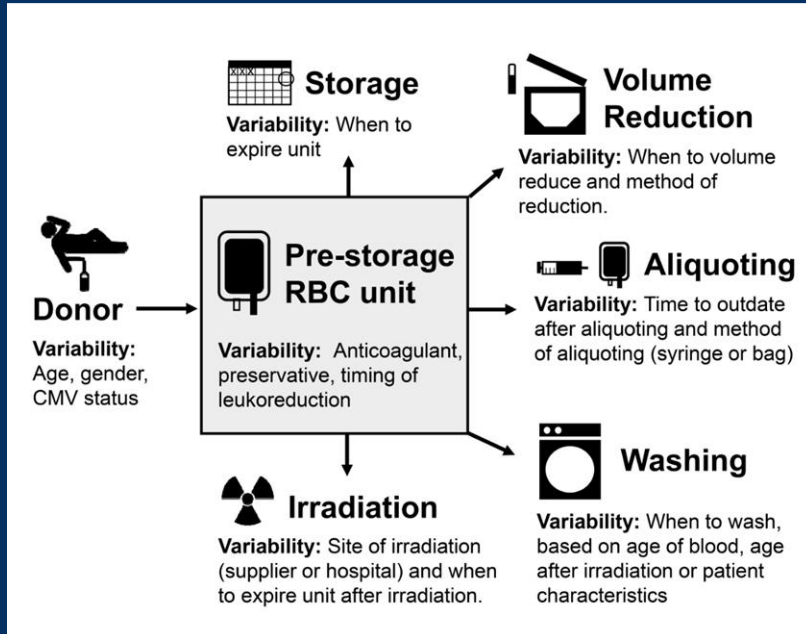 XXX
Storage
Variability: When to
expire unit
Volume
Reduction
Variability: When to volume
reduce and method of
reduction.
Donor
Variability:
Age, gender,
CMV status
Pre-storage
RBC unit
Variability: Anticoagulant,
preservative, timing of
leukoreduction
Aliquoting
Variability: Time to outdate
after aliquoting and method
of aliquoting (syringe or bag)
Irradiation
Variability: Site of irradiation
(supplier or hospital) and when
to expire unit after irradiation.
Washing
Variability: When to wash,
based on age of blood, age
after irradiation or patient
characteristics